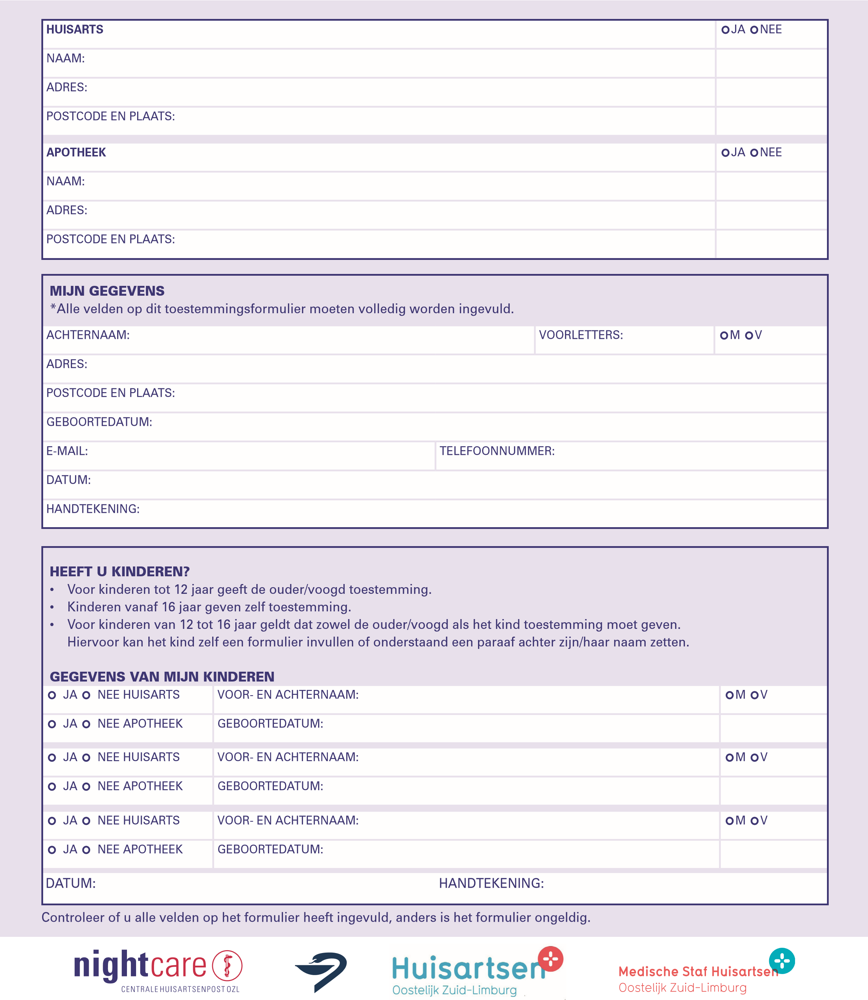 HUISARTS JA NEE
NAAM:
ADRES:
POSTCODE EN PLAATS:
APOTHEEK JA NEE
NAAM:
ADRES:
POSTCODE EN PLAATS:
MIJN GEGEVENS
*Alle velden op dit toestemmingsformulier moeten volledig worden ingevuld.
ACHTERNAAM: VOORLETTERS: M V
ADRES:
POSTCODE EN PLAATS:
GEBOORTEDATUM:
E-MAIL: TELEFOONNUMMER:
DATUM:
HANDTEKENING:
HEEFT U KINDEREN?
• Voor kinderen tot 12 jaar geeft de ouder/voogd toestemming.
• Kinderen vanaf 16 jaar geven zelf toestemming.
• Voor kinderen van 12 tot 16 jaar geldt dat zowel de ouder/voogd als het kind toestemming moet geven.
Hiervoor kan het kind zelf een formulier invullen of onderstaand een paraaf achter zijn/haar naam zetten.
GEGEVENS VAN MIJN KINDEREN
JA NEE HUISARTS VOOR- EN ACHTERNAAM: M V
JA NEE APOTHEEK GEBOORTEDATUM:
JA NEE HUISARTS VOOR- EN ACHTERNAAM: M V
JA NEE APOTHEEK GEBOORTEDATUM:
JA NEE HUISARTS VOOR- EN ACHTERNAAM: M V
JA NEE APOTHEEK GEBOORTEDATUM:
DATUM: HANDTEKENING:
Controleer of u alle velden op het formulier heeft ingevuld, anders is het formulier ongeldig.
nightcare
CENTRALE HUISARTSENPOST OZL
Huisartsen
Oostelijk Zuid-Limburg
Medische Staf Huisartsen
Oostelijk Zuid-Limburg